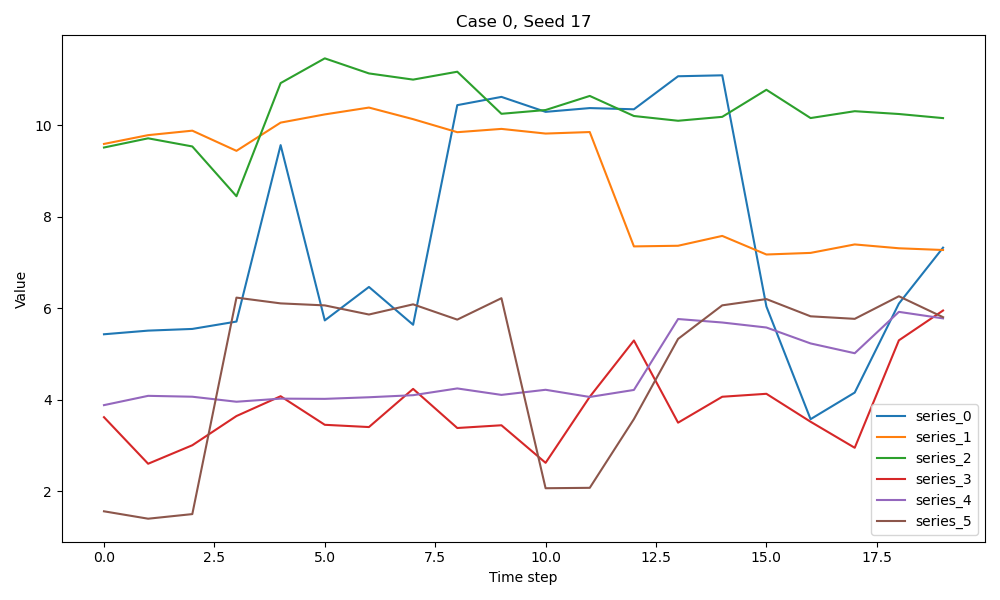 Case 0, Seed 17
Value
10
8
6
4
2
0.0 2.5 5.0 7.5 10.0 12.5 15.0 17.5
Time step
series_0
series_1
series_2
series_3
series_4
series_5